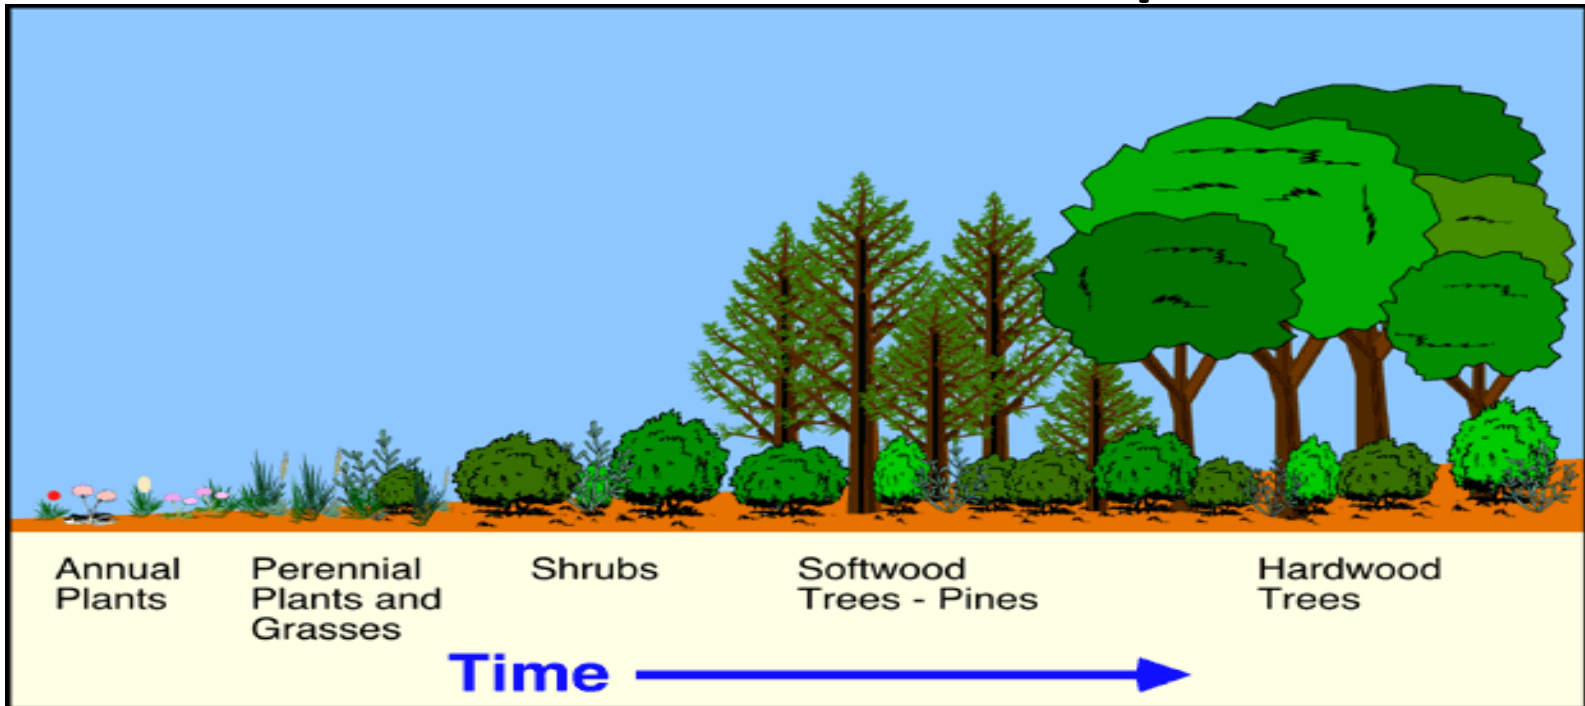 Annual
Plants
Perennial
Plants and
Grasses
Shrubs
Softwood
Trees - Pines
Hardwood
Trees
Time